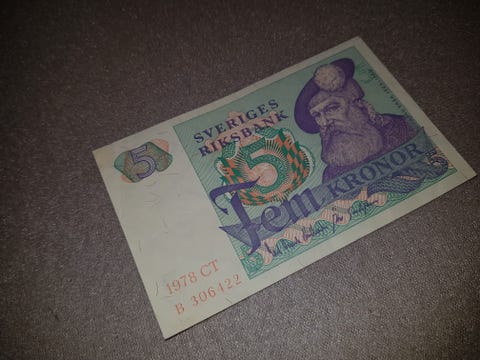 SVERIGES
RIKSBANK
5
5
Fem KRONOR
1978 CT
B 306422